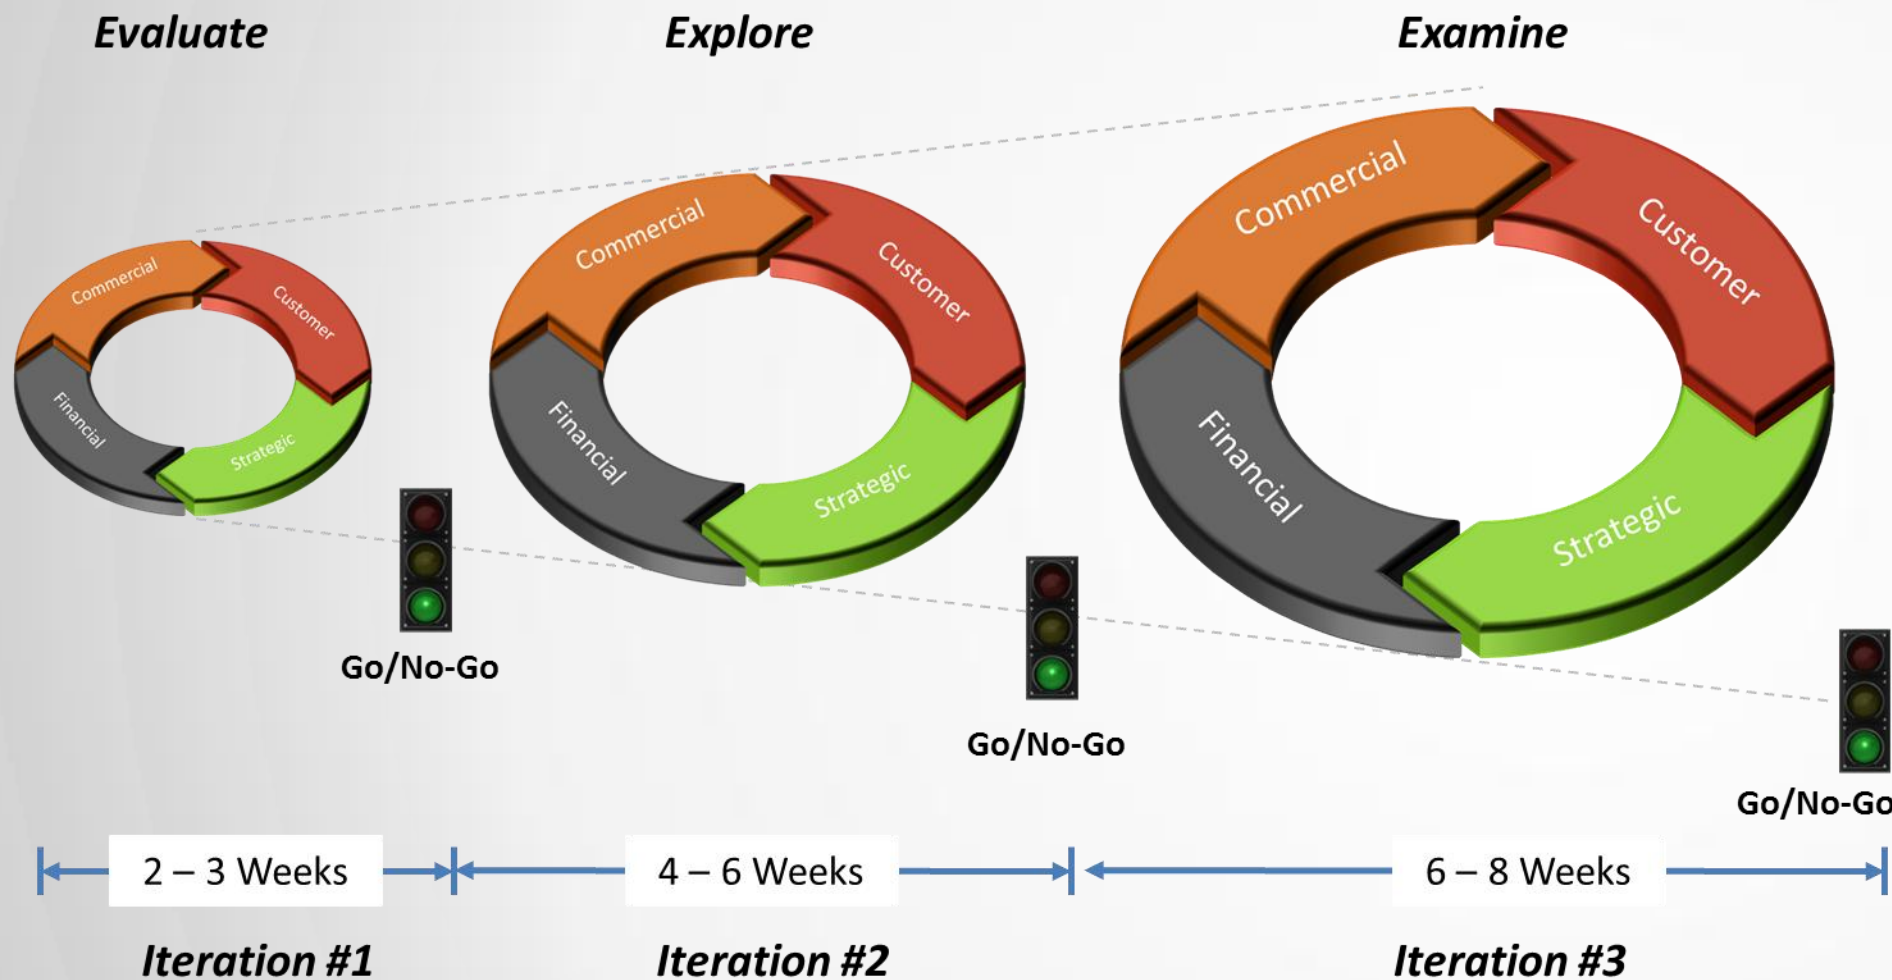 Evaluate
Explore
Examine
Commercial
Customer
Strategic
Financial
Commercial
Customer
Strategic
Financial
Commercial
Customer
Strategic
Financial
Go/No-Go
Go/No-Go
Go/No-Go
2 – 3 Weeks
4 – 6 Weeks
6 – 8 Weeks
Iteration #1
Iteration #2
Iteration #3